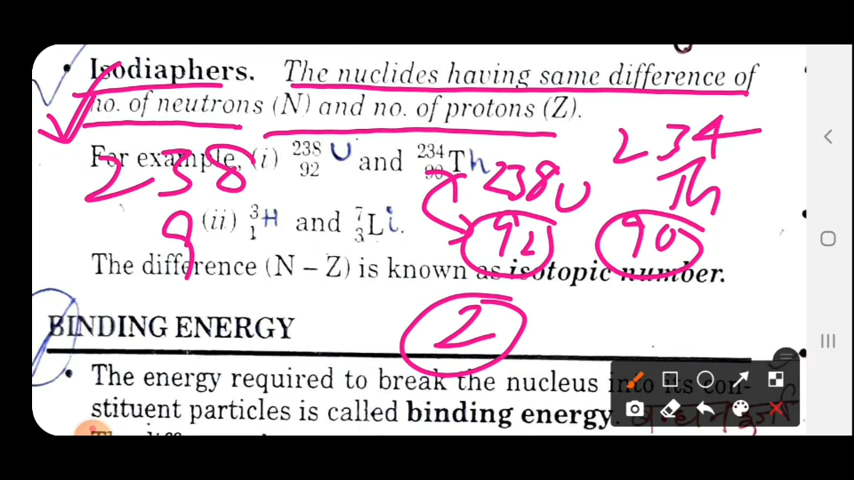 • Isodiaphers. The nuclides having same difference of
no. of neutrons (N) and no. of protons (Z).
For example, (i) ²³⁸₉₂U and ²³⁴₉₀Th
238
9
238U
92
234
Th
90
(ii) ³₁H and ⁷₃Li.
The difference (N – Z) is known as isotopic number.
2
BINDING ENERGY
• The energy required to break the nucleus into its con-
stituent particles is called binding energy.